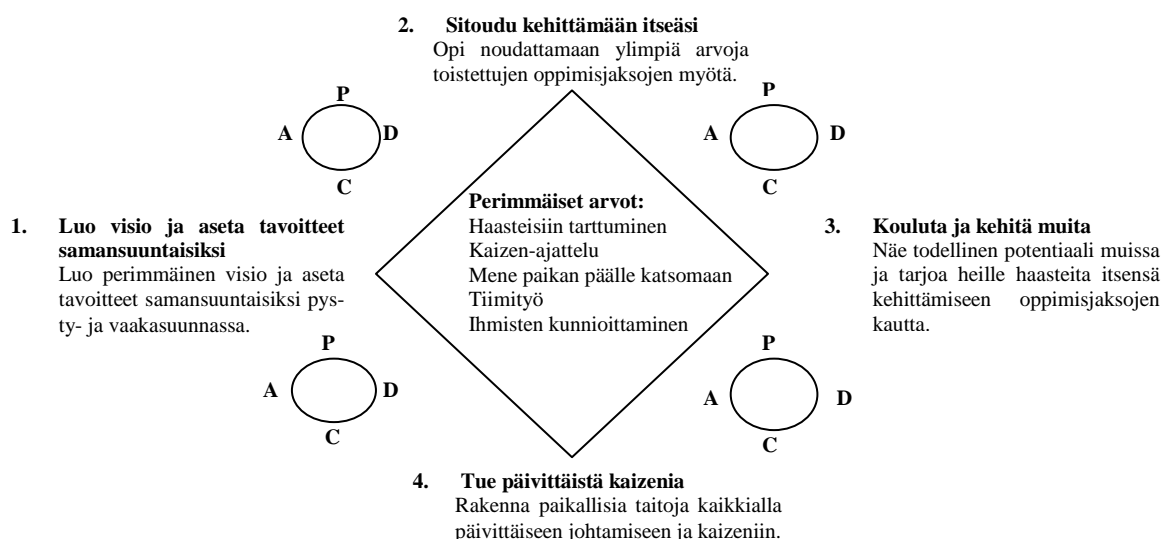 2. Sitoudu kehittämään itseäsi
Opi noudattamaan ylimpiä arvoja
toistettujen oppimisjaksojen myötä.
P
A
D
C
P
A
D
C
1. Luo visio ja aseta tavoitteet
samansuuntaisiksi
Luo perimmäinen visio ja aseta
tavoitteet samansuuntaisiksi pys-
ty- ja vaakasuunnassa.
Perimmäiset arvot:
Haasteisiin tarttuminen
Kaizen-ajattelu
Mene paikan päälle katsomaan
Tiimityö
Ihmisten kunnioittaminen
3. Kouluta ja kehitä muita
Näe todellinen potentiaali muissa
ja tarjoa heille haasteita itsensä
kehittämiseen oppimisjaksojen
kautta.
P
A
D
C
P
A
D
C
4. Tue päivittäistä kaizenia
Rakenna paikallisia taitoja kaikkialla
päivittäiseen johtamiseen ja kaizeniin.